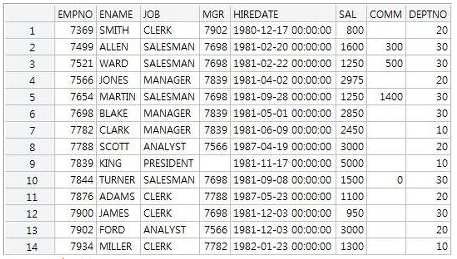 EMPNO ENAME JOB MGR HIREDATE SAL COMM DEPTNO
1 7369 SMITH CLERK 7902 1980-12-17 00:00:00 800 20
2 7499 ALLEN SALESMAN 7698 1981-02-20 00:00:00 1600 300 30
3 7521 WARD SALESMAN 7698 1981-02-22 00:00:00 1250 500 30
4 7566 JONES MANAGER 7839 1981-04-02 00:00:00 2975 20
5 7654 MARTIN SALESMAN 7698 1981-09-28 00:00:00 1250 1400 30
6 7698 BLAKE MANAGER 7839 1981-05-01 00:00:00 2850 30
7 7782 CLARK MANAGER 7839 1981-06-09 00:00:00 2450 10
8 7788 SCOTT ANALYST 7566 1987-04-19 00:00:00 3000 20
9 7839 KING PRESIDENT 1981-11-17 00:00:00 5000 10
10 7844 TURNER SALESMAN 7698 1981-09-08 00:00:00 1500 0 30
11 7876 ADAMS CLERK 7788 1987-05-23 00:00:00 1100 20
12 7900 JAMES CLERK 7698 1981-12-03 00:00:00 950 30
13 7902 FORD ANALYST 7566 1981-12-03 00:00:00 3000 20
14 7934 MILLER CLERK 7782 1982-01-23 00:00:00 1300 10